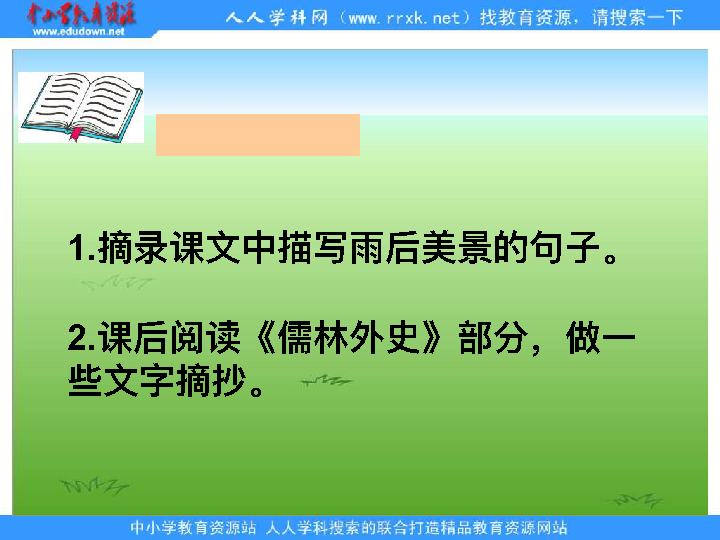 中小学教育资源
www.edudown.net
人人学科网（www.rrxk.net）找教育资源，请搜索一下
1.摘录课文中描写雨后美景的句子。
2.课后阅读《儒林外史》部分，做一
些文字摘抄。
中小学教育资源站 人人学科搜索的联合打造精品教育资源网站